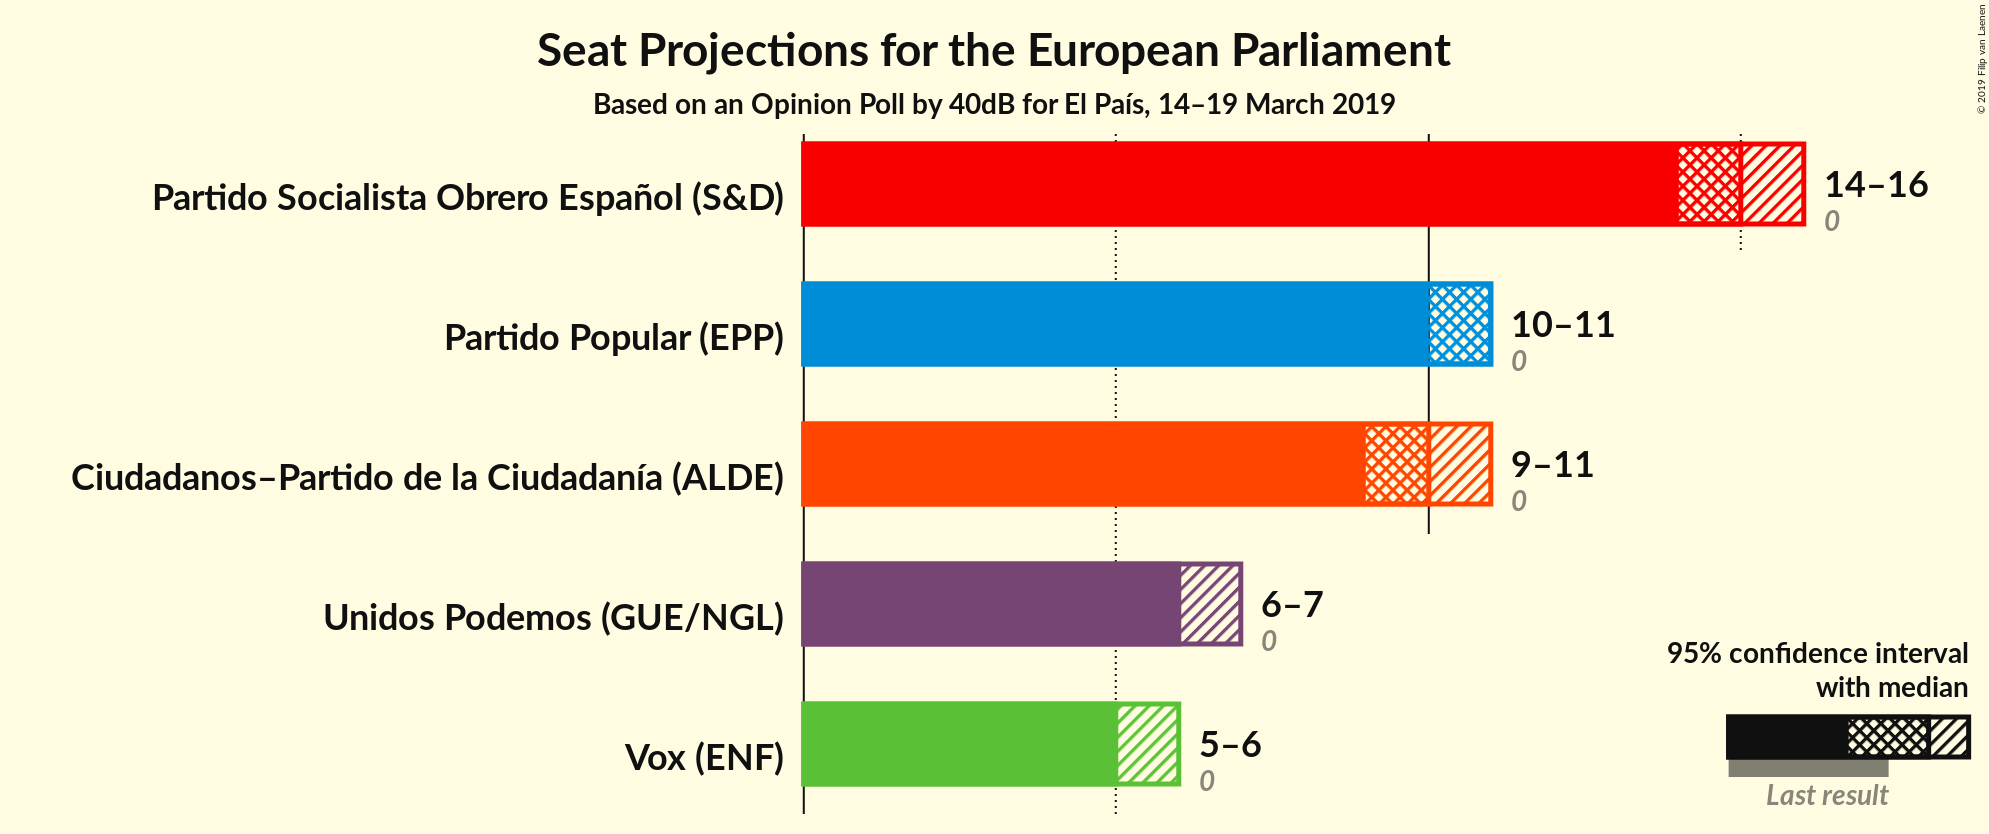 Seat Projections for the European Parliament
Based on an Opinion Poll by 40dB for El País, 14–19 March 2019
© 2019 Filip van Laenen
Partido Socialista Obrero Español (S&D)
14–16
0
Partido Popular (EPP)
10–11
0
Ciudadanos–Partido de la Ciudadanía (ALDE)
9–11
0
Unidos Podemos (GUE/NGL)
6–7
0
Vox (ENF)
5–6
0
95% confidence interval
with median
Last result